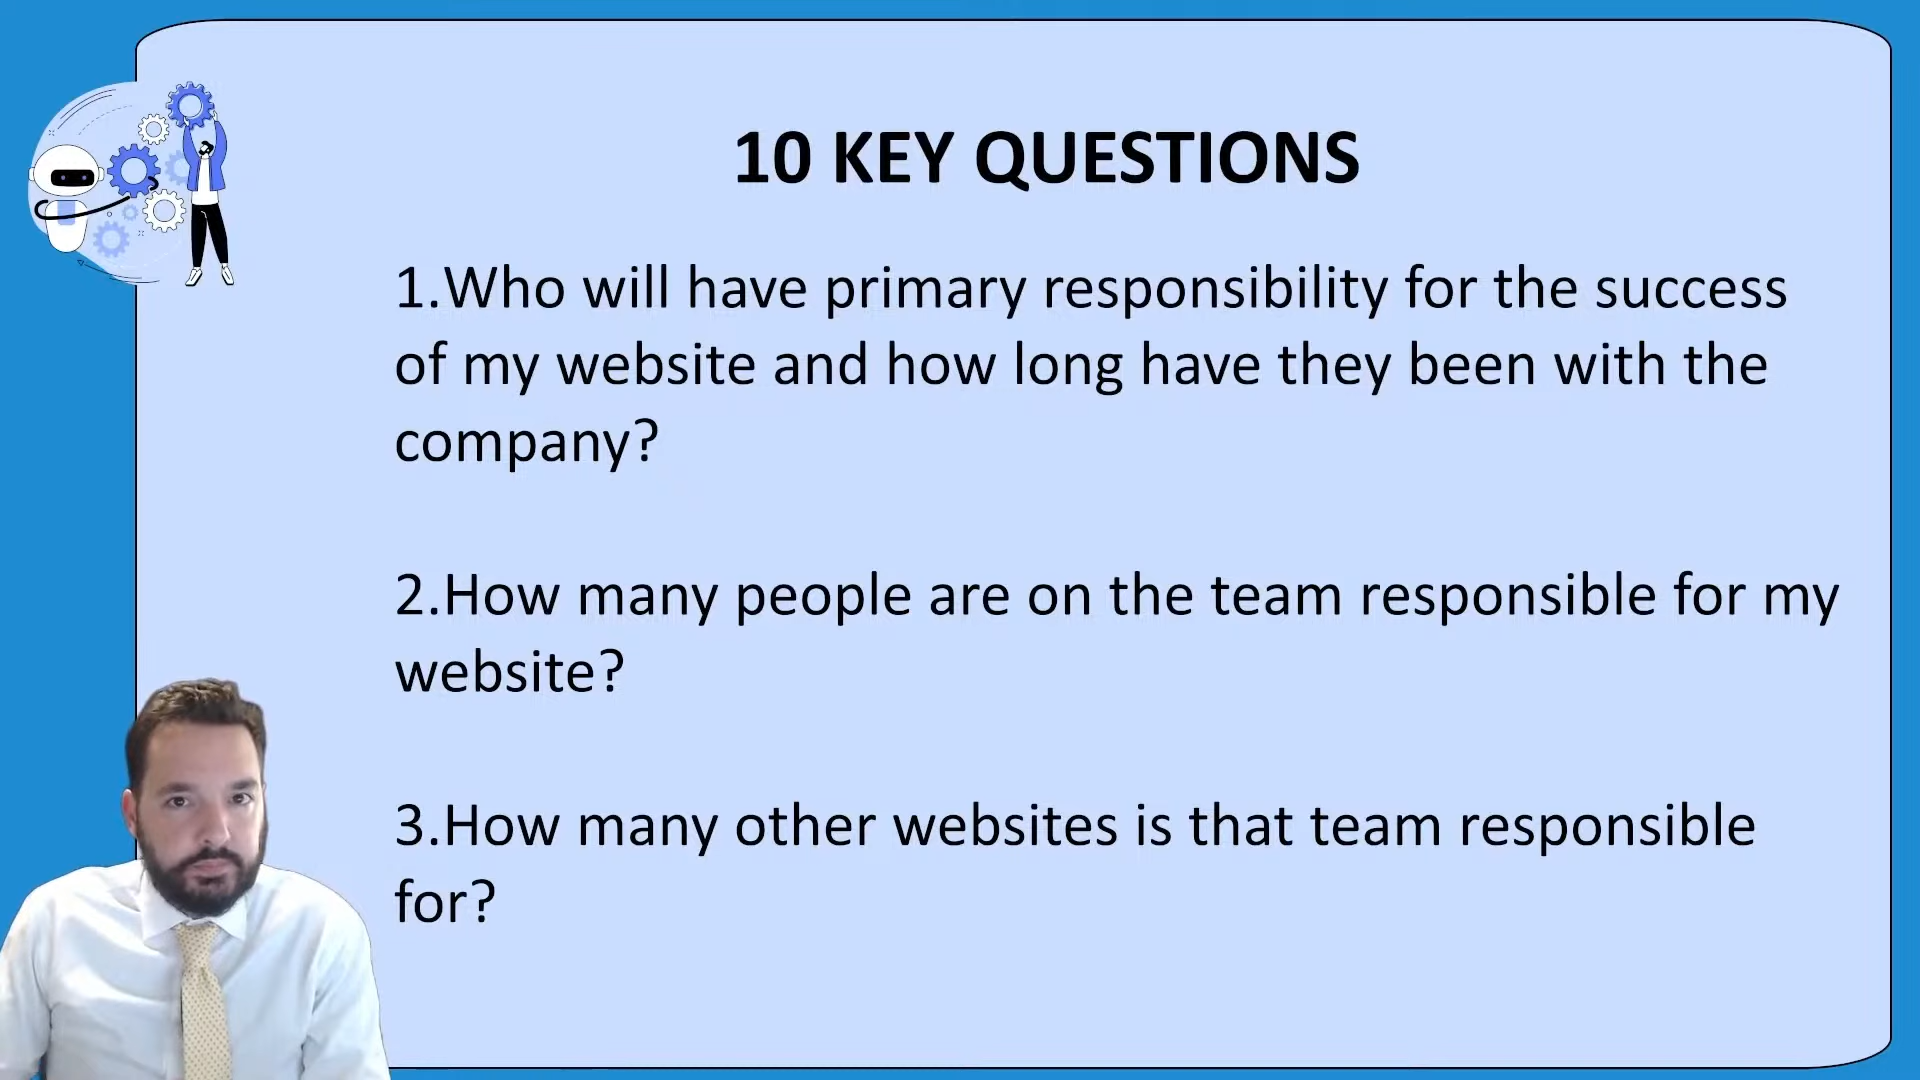 10 KEY QUESTIONS
1.Who will have primary responsibility for the success
of my website and how long have they been with the
company?
2.How many people are on the team responsible for my
website?
3.How many other websites is that team responsible
for?